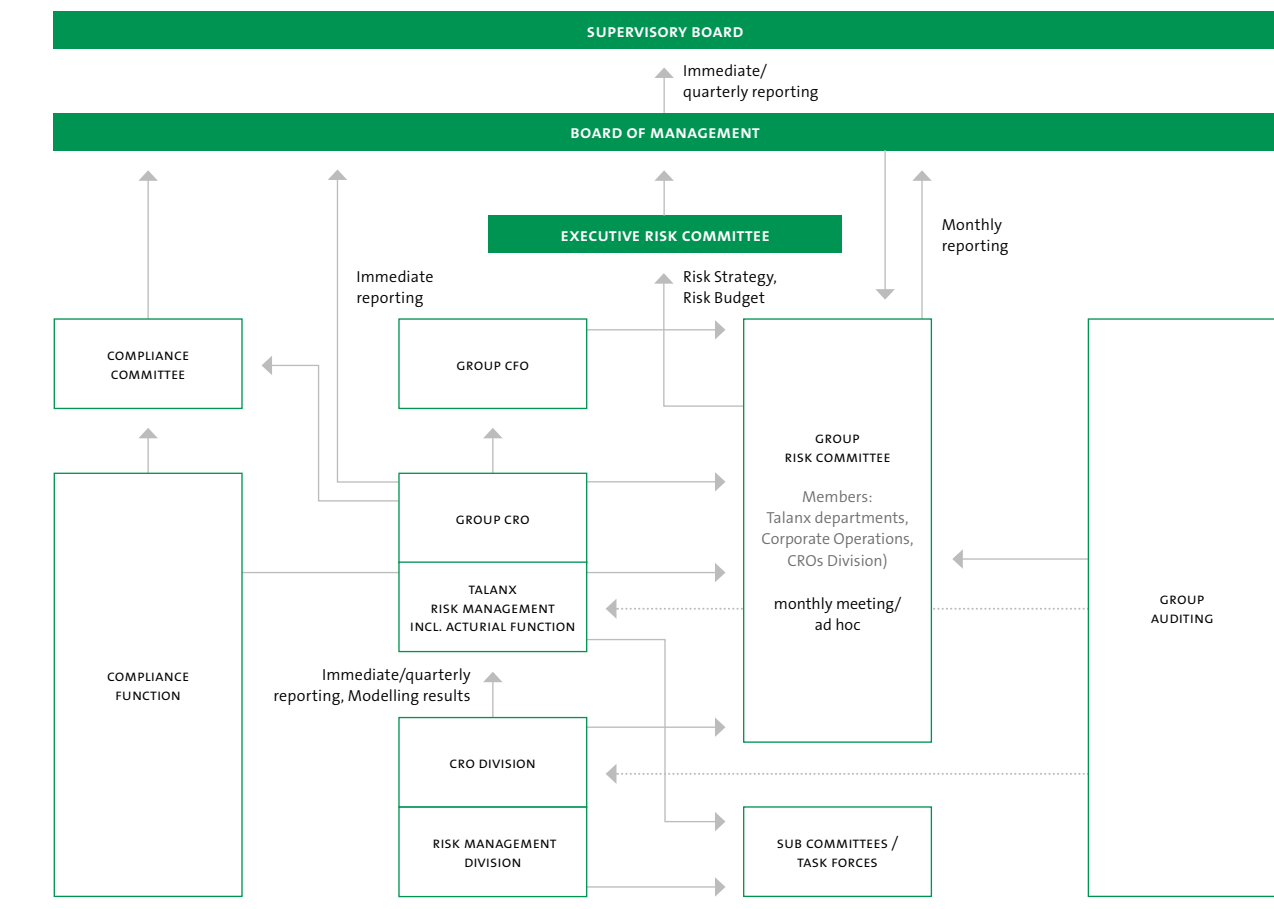 SUPERVISORY BOARD
Immediate/
quarterly reporting
BOARD OF MANAGEMENT
EXECUTIVE RISK COMMITTEE
Monthly
reporting
Immediate
reporting
Risk Strategy,
Risk Budget
COMPLIANCE
COMMITTEE
GROUP CFO
GROUP
RISK COMMITTEE
Members:
Talanx departments,
Corporate Operations,
CROs Division)
monthly meeting/
ad hoc
GROUP CRO
TALANX
RISK MANAGEMENT
INCL. ACTURIAL FUNCTION
GROUP
AUDITING
COMPLIANCE
FUNCTION
Immediate/quarterly
reporting, Modelling results
CRO DIVISION
RISK MANAGEMENT
DIVISION
SUB COMMITTEES /
TASK FORCES